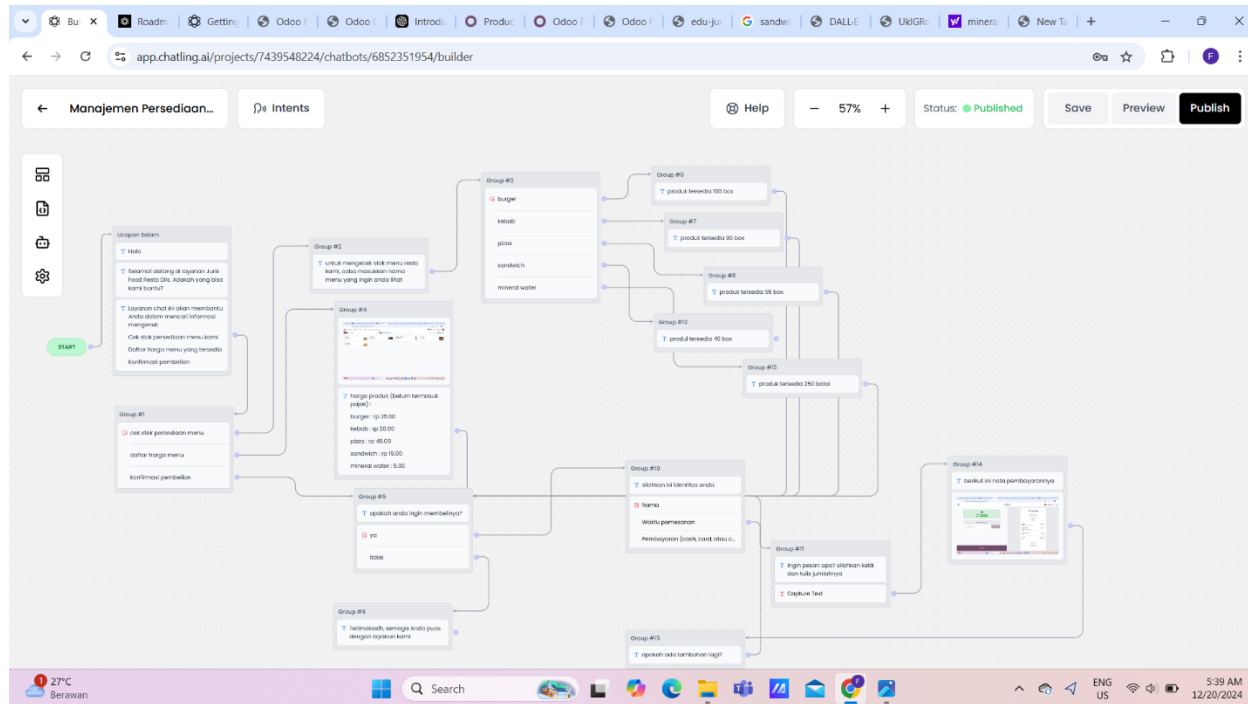 Bui
Roadm
Getting
Odoo
Odoo
Introdu
Produc
Odoo
Odoo
edu-jur
sandwi
DALL·E
UklGRc
minera
New Ta
app.chatling.ai/projects/7439548224/chatbots/6852351954/builder
F
Manajemen Persediaan...
Intents
Help
57%
Status: Published
Save
Preview
Publish
START
Ucapan Salam
Halo
Selamat datang di layanan Junk
Food Resto Diis. Adakah yang bisa
kami bantu?
Layanan chat ini akan membantu
Anda dalam mencari informasi
mengenai:
Cek stok persediaan menu kami
Daftar harga menu yang tersedia
Konfirmasi pembelian
Group #1
cek stok persediaan menu
daftar harga menu
konfirmasi pembelian
Group #2
untuk mengecek stok menu resto
kami, coba masukkan nama
menu yang ingin anda lihat
Group #4
harga produk (belum termasuk
pajak) :
burger : rp 25.00
kebab : rp 20.00
pizza : rp 48.00
sandwich : rp 15.00
mineral water : 5.00
Group #5
apakah anda ingin membelinya?
ya
tidak
Group #9
Terimakasih, semoga Anda puas
dengan layanan kami
Group #3
burger
kebab
pizza
sandwich
mineral water
Group #6
produk tersedia 100 box
Group #7
produk tersedia 90 box
Group #8
produk tersedia 56 box
Group #12
produl tersedia 40 box
Group #13
produk tersedia 250 botol
Group #10
silahkan isi identitas anda
Nama
Waktu pemesanan
Pembayaran (cash, card, atau c...
Group #11
ingin pesan apa? silahkan ketik
dan tulis jumlahnya
Capture Text
Group #14
berikut ini nota pembayarannya
Group #15
apakah ada tambahan lagi?
1
27°C
Berawan
Search
ENG
US
5:39 AM
12/20/2024